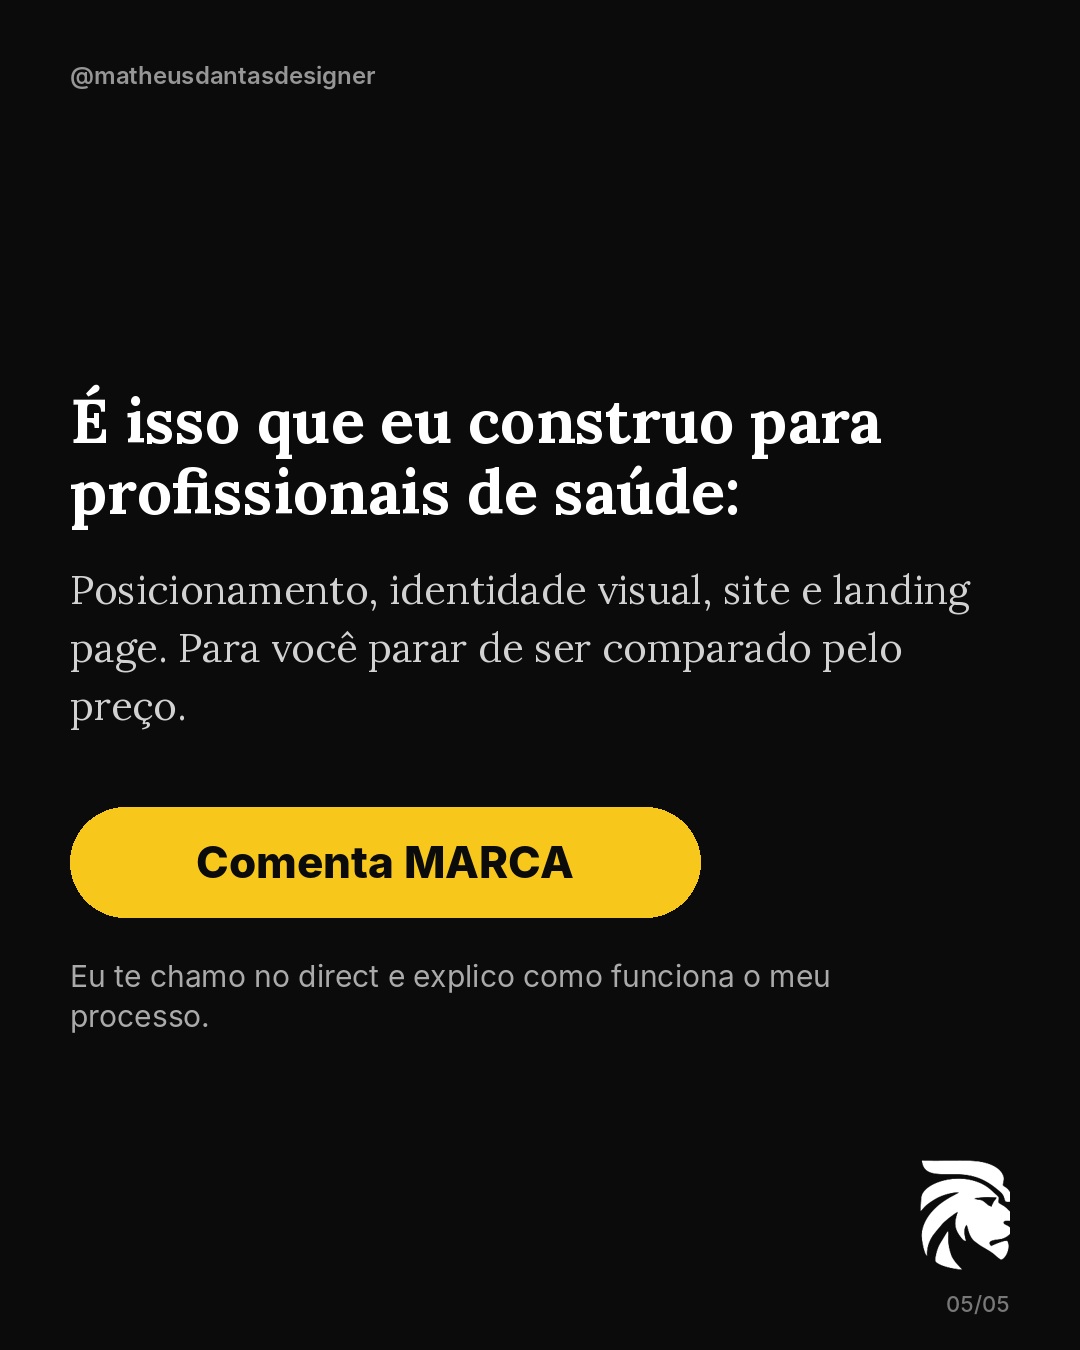 @matheusdantasdesigner
É isso que eu construo para
profissionais de saúde:
Posicionamento, identidade visual, site e landing
page. Para você parar de ser comparado pelo
preço.
Comenta MARCA
Eu te chamo no direct e explico como funciona o meu
processo.
05/05